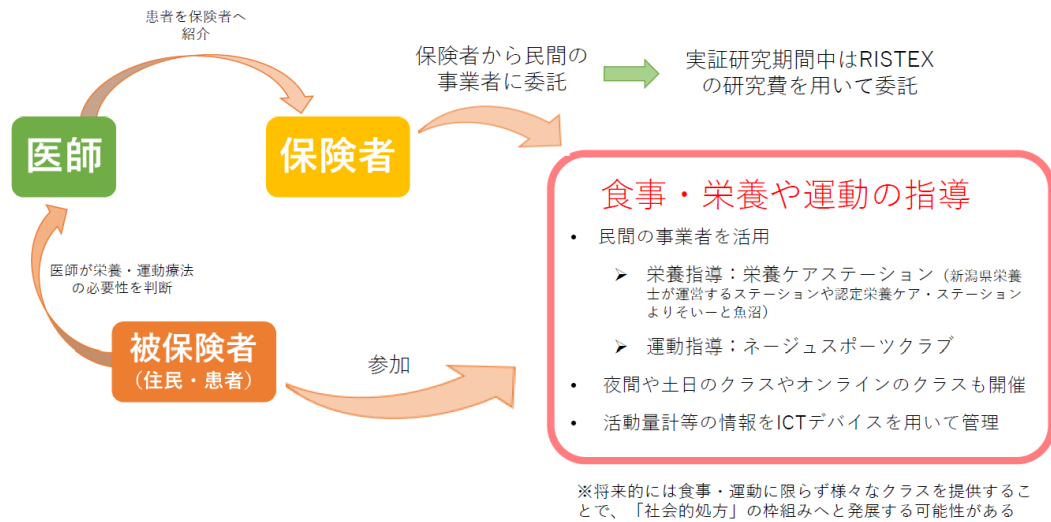 患者を保険者へ
紹介
医師
保険者
保険者から民間の
事業者に委託
実証研究期間中はRISTEX
の研究費を用いて委託
医師が栄養・運動療法
の必要性を判断
被保険者
（住民・患者）
参加
食事・栄養や運動の指導
• 民間の事業者を活用
➢ 栄養指導：栄養ケアステーション（新潟県栄養
士が運営するステーションや認定栄養ケア・ステーション
よりそいーと魚沼）
➢ 運動指導：ネージュスポーツクラブ
• 夜間や土日のクラスやオンラインのクラスも開催
• 活動量計等の情報をICTデバイスを用いて管理
※将来的には食事・運動に限らず様々なクラスを提供するこ
とで、「社会的処方」の枠組みへと発展する可能性がある